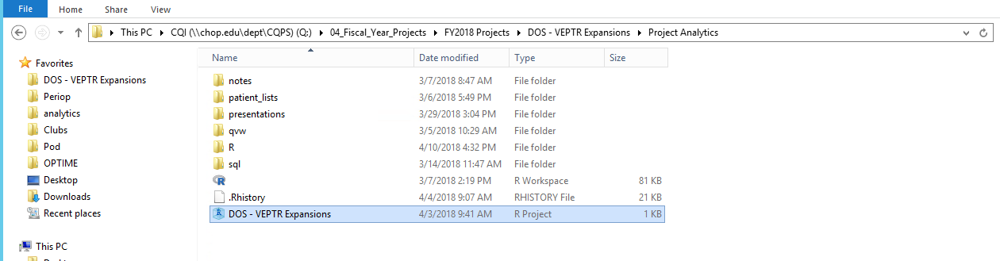 File Home Share View
This PC CQI (\\chop.edu\dept\CQPS) (Q:) 04_Fiscal_Year_Projects FY2018 Projects DOS - VEPTR Expansions Project Analytics
Favorites
DOS - VEPTR Expansions
Periop
analytics
Clubs
Pod
OPTIME
Desktop
Downloads
Recent places
This PC
Name Date modified Type Size
notes 3/7/2018 8:47 AM File folder
patient_lists 3/6/2018 5:49 PM File folder
presentations 3/29/2018 3:04 PM File folder
qvw 3/5/2018 10:29 AM File folder
R 4/10/2018 4:32 PM File folder
sql 3/14/2018 11:47 AM File folder
3/7/2018 2:19 PM R Workspace 81 KB
.Rhistory 4/4/2018 9:07 AM RHISTORY File 21 KB
DOS - VEPTR Expansions 4/3/2018 9:41 AM R Project 1 KB